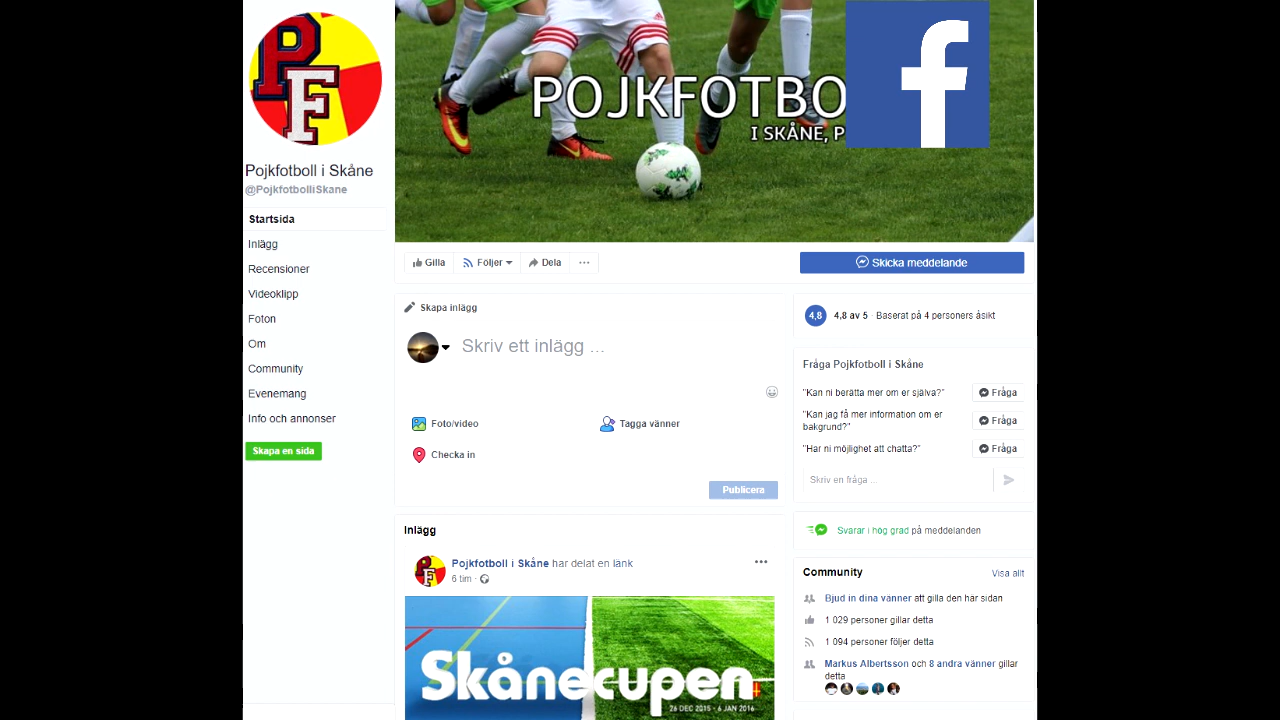 PF
POJKFOTBO
I SKÅNE, P
f
Pojkfotboll i Skåne
@PojkfotbolliSkane
Startsida
Inlägg
Recensioner
Videoklipp
Foton
Om
Community
Evenemang
Info och annonser
Skapa en sida
Gilla
Följer
Dela
Skicka meddelande
Skapa inlägg
Skriv ett inlägg ...
Foto/video
Tagga vänner
Checka in
Publicera
Inlägg
Pojkfotboll i Skåne har delat en länk
6 tim ·
PF
Skånecupen
26 DEC 2015 - 6 JAN 2016
4,8 4,8 av 5 · Baserat på 4 personers åsikt
Fråga Pojkfotboll i Skåne
"Kan ni berätta mer om er själva?" Fråga
"Kan jag få mer information om er
bakgrund?" Fråga
"Har ni möjlighet att chatta?" Fråga
Skriv en fråga ...
Svarar i hög grad på meddelanden
Community Visa allt
Bjud in dina vänner att gilla den här sidan
1 029 personer gillar detta
1 094 personer följer detta
Markus Albertsson och 8 andra vänner gillar
detta